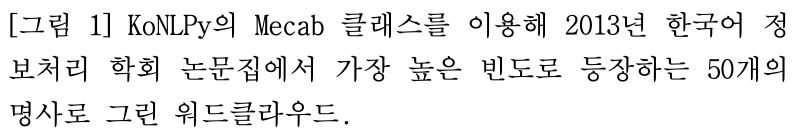 [그림 1] KoNLPy의 Mecab 클래스를 이용해 2013년 한국어 정
보처리 학회 논문집에서 가장 높은 빈도로 등장하는 50개의
명사로 그린 워드클라우드.